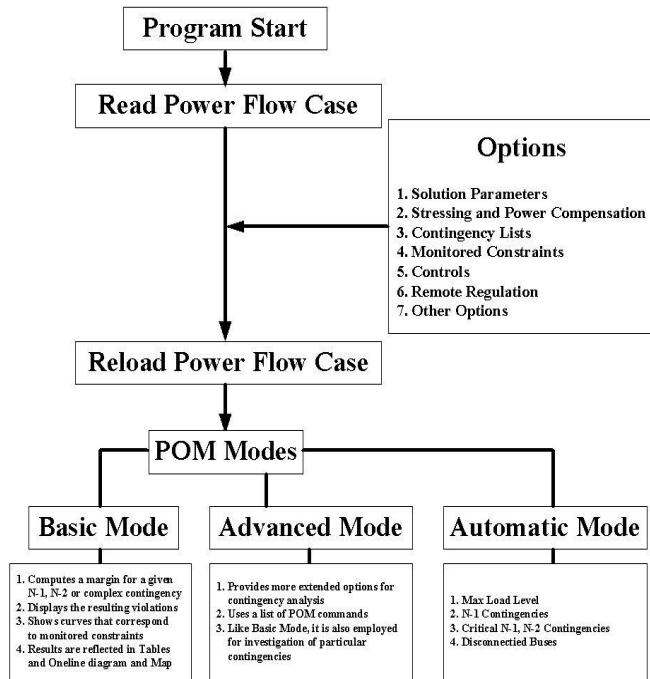 Program Start
Read Power Flow Case
Options
1. Solution Parameters
2. Stressing and Power Compensation
3. Contingency Lists
4. Monitored Constraints
5. Controls
6. Remote Regulation
7. Other Options
Reload Power Flow Case
POM Modes
Basic Mode
1. Computes a margin for a given
N-1, N-2 or complex contingency
2. Displays the resulting violations
3. Shows curves that correspond
to monitored constraints
4. Results are reflected in Tables
and Oneline diagram and Map
Advanced Mode
1. Provides more extended options for
contingency analysis
2. Uses a list of POM commands
3. Like Basic Mode, it is also employed
for investigation of particular
contingencies
Automatic Mode
1. Max Load Level
2. N-1 Contingencies
3. Critical N-1, N-2 Contingencies
4. Disconnectied Buses